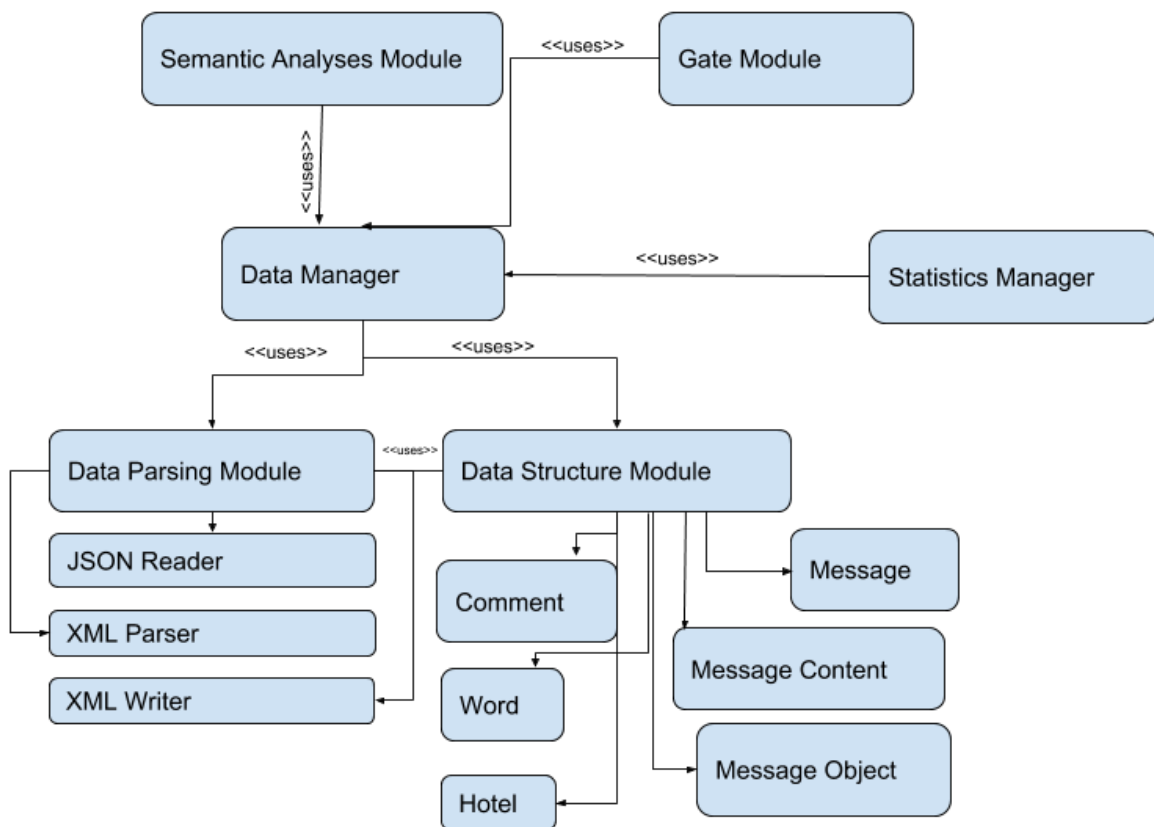 Semantic Analyses Module
<<uses>>
Gate Module
<<uses>>
Data Manager
<<uses>>
Statistics Manager
<<uses>>
<<uses>>
Data Parsing Module
<<uses>>
Data Structure Module
JSON Reader
XML Parser
XML Writer
Comment
Word
Hotel
Message
Message Content
Message Object